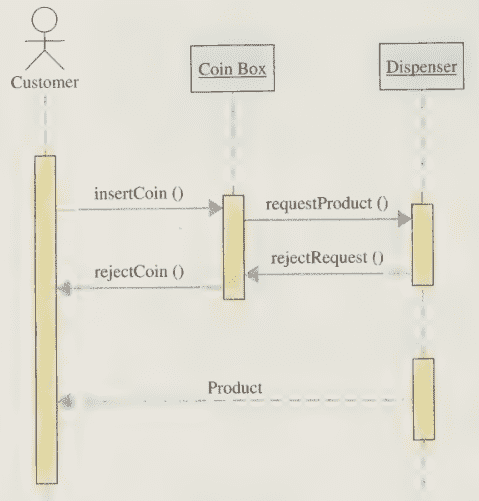 Customer
Coin Box
Dispenser
insertCoin ()
requestProduct ()
rejectRequest ()
rejectCoin ()
Product